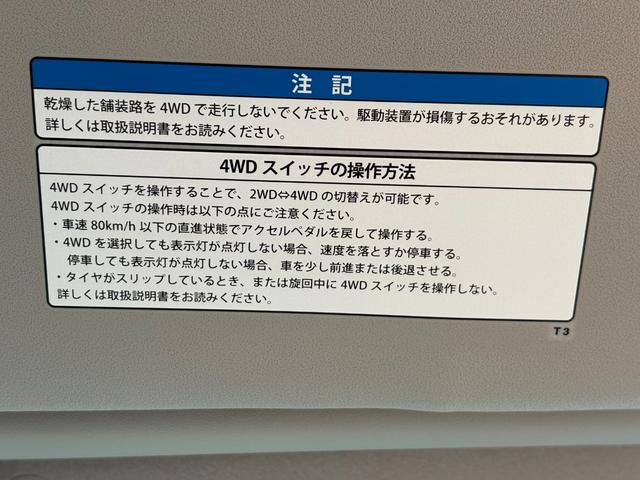 注 記
乾燥した舗装路を 4WD で走行しないでください。駆動装置が損傷するおそれがあります。
詳しくは取扱説明書をお読みください。
4WD スイッチの操作方法
4WD スイッチを操作することで、2WD⇔4WD の切替えが可能です。
4WD スイッチの操作時は以下の点にご注意ください。
・車速 80km/h 以下の直進状態でアクセルペダルを戻して操作する。
・4WD を選択しても表示灯が点灯しない場合、速度を落とすか停車する。
停車しても表示灯が点灯しない場合、車を少し前進または後退させる。
・タイヤがスリップしているとき、または旋回中に 4WD スイッチを操作しない。
詳しくは取扱説明書をお読みください。
T3